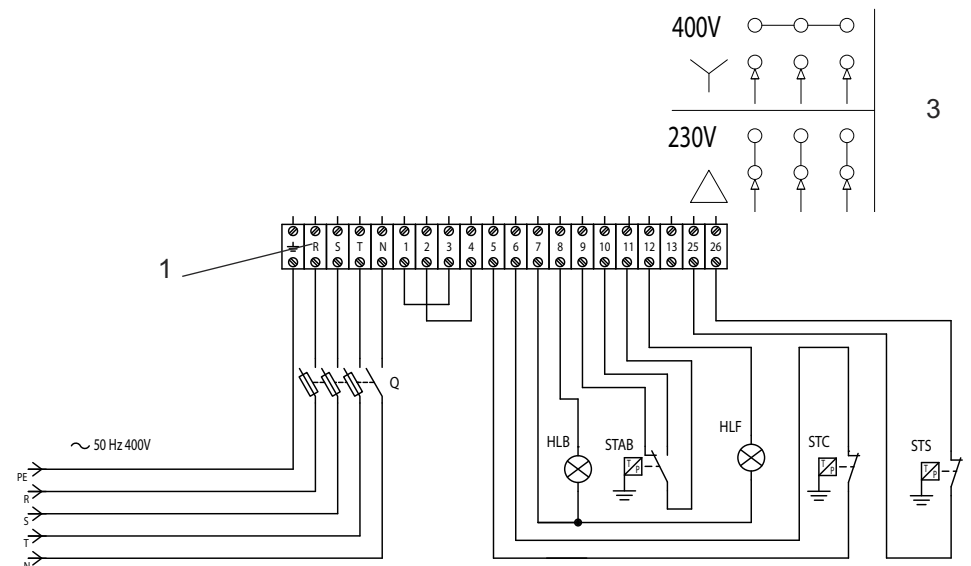 400V
3
230V
R S T N 1 2 3 4 5 6 7 8 9 10 11 12 13 25 26
1
Q
50 Hz 400V
HLB
STAB
HLF
STC
STS
T P
T P
T P
PE
R
S
T
N